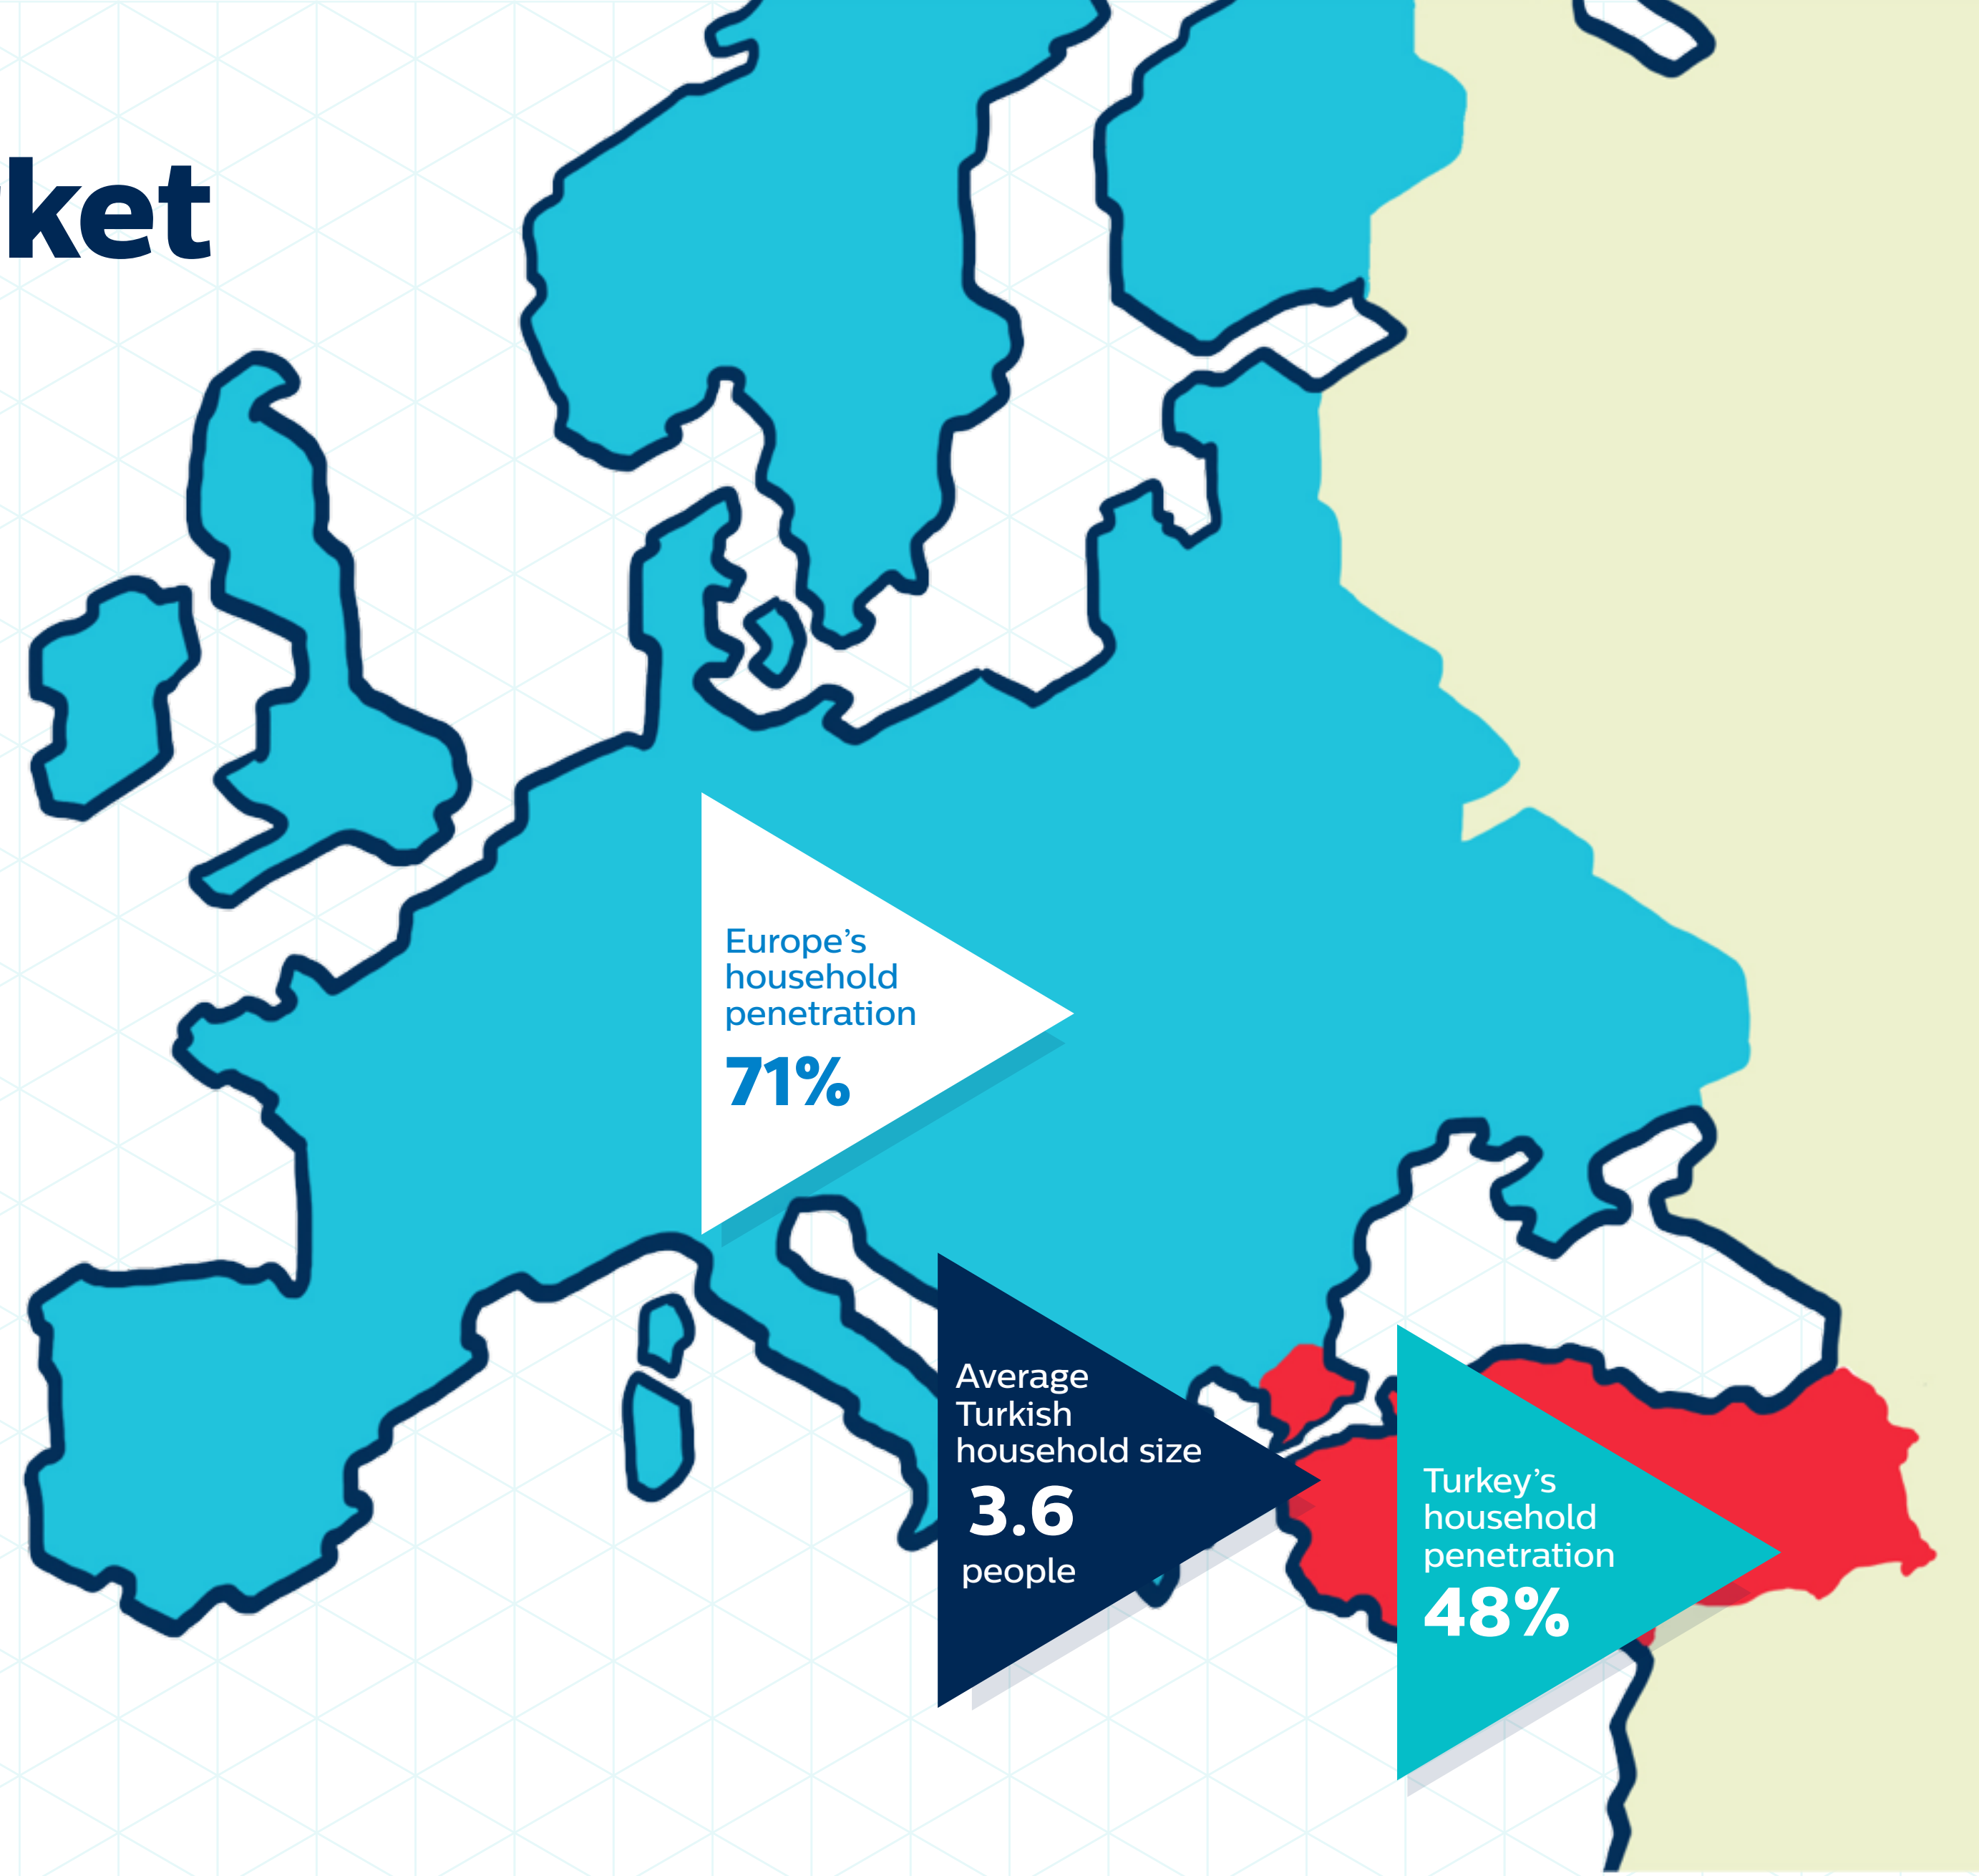 ket
Europe’s
household
penetration
71%
Average
Turkish
household size
3.6
people
Turkey’s
household
penetration
48%